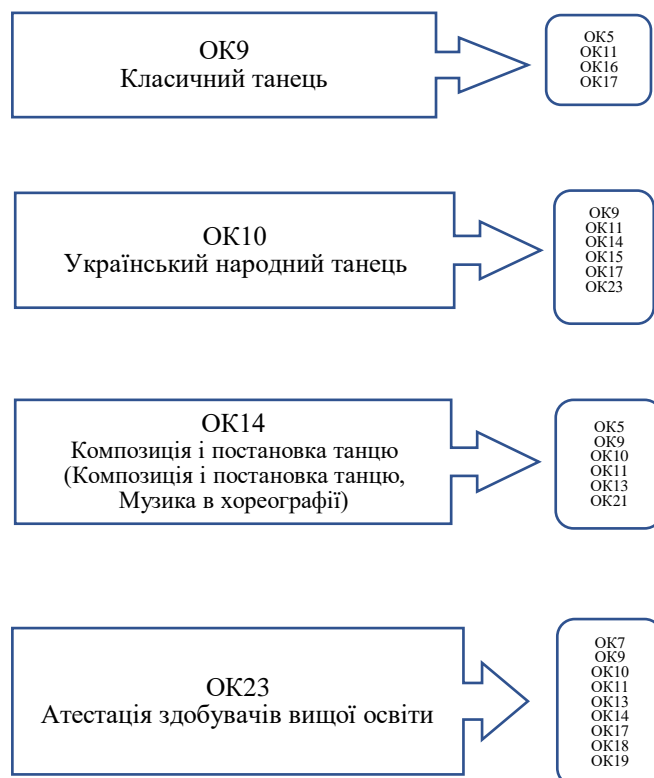 ОК9
Класичний танець
ОК5
ОК11
ОК16
ОК17
ОК10
Український народний танець
ОК9
ОК11
ОК14
ОК15
ОК17
ОК23
ОК14
Композиція і постановка танцю
(Композиція і постановка танцю,
Музика в хореографії)
ОК5
ОК9
ОК10
ОК11
ОК13
ОК21
ОК23
Атестація здобувачів вищої освіти
ОК7
ОК9
ОК10
ОК11
ОК13
ОК14
ОК17
ОК18
ОК19